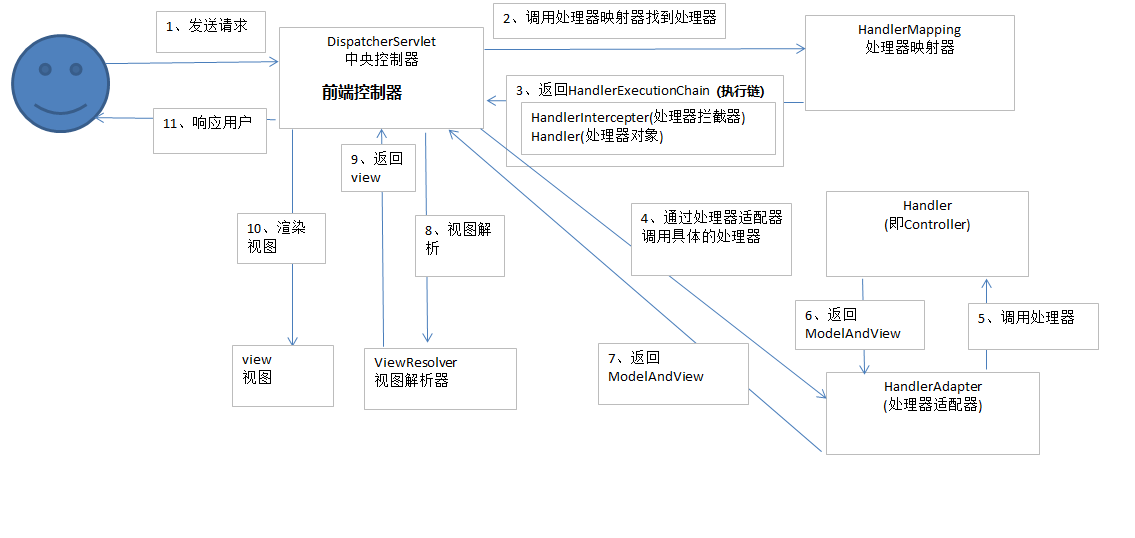 1、发送请求
DispatcherServlet
中央控制器
前端控制器
2、调用处理器映射器找到处理器
HandlerMapping
处理器映射器
3、返回HandlerExecutionChain (执行链)
HandlerIntercepter(处理器拦截器)
Handler(处理器对象)
11、响应用户
9、返回
view
10、渲染
视图
8、视图解
析
4、通过处理器适配器
调用具体的处理器
Handler
(即Controller)
6、返回
ModelAndView
5、调用处理器
7、返回
ModelAndView
view
视图
ViewResolver
视图解析器
HandlerAdapter
(处理器适配器)